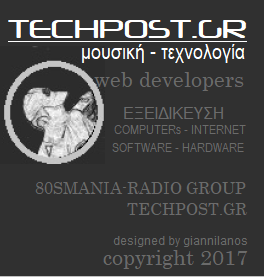 TECHPOST.GR
μουσική - τεχνολογία
web developers
ΕΞΕΙΔΙΚΕΥΣΗ
COMPUTERs - INTERNET
SOFTWARE - HARDWARE
80SMANIA-RADIO GROUP
TECHPOST.GR
designed by giannilanos
copyright 2017